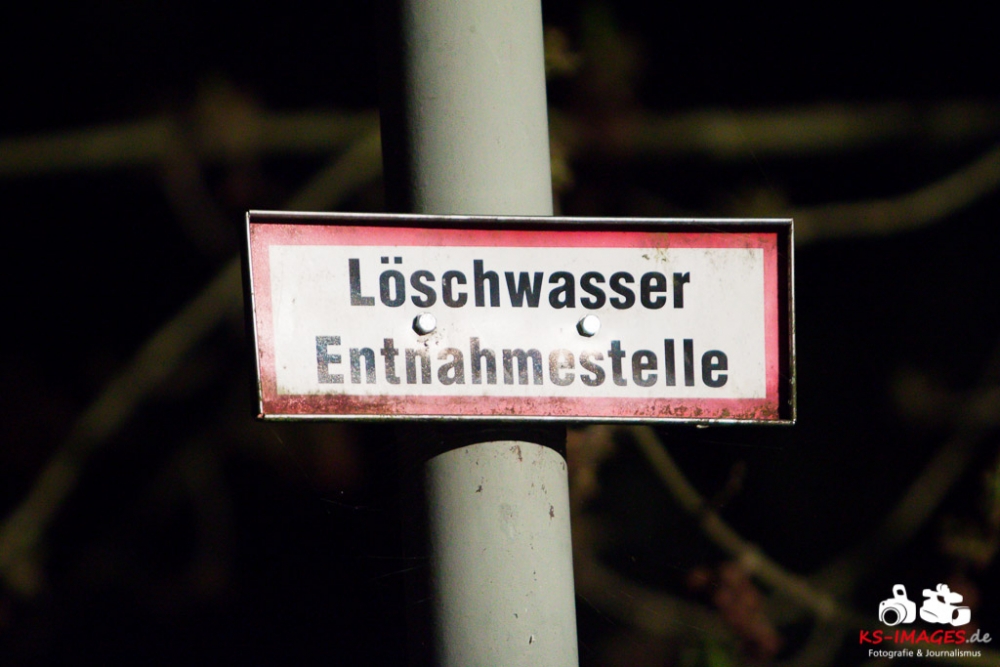 Löschwasser
Entnahmestelle
KS-IMAGES.de
Fotografie & Journalismus